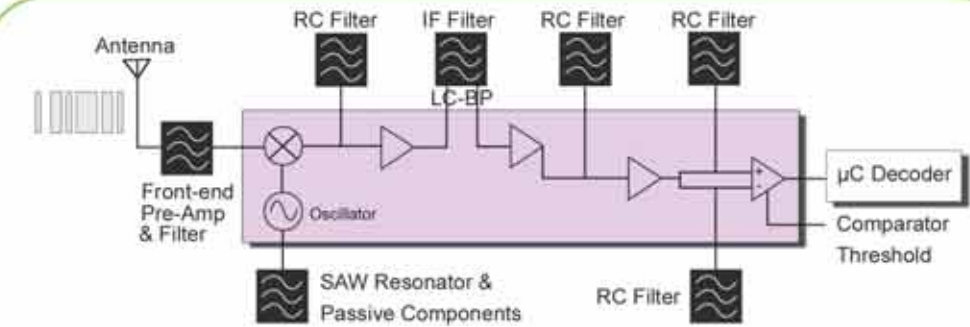 RC Filter
IF Filter
RC Filter
RC Filter
Antenna
LC-BP
Front-end
Pre-Amp
& Filter
Oscillator
+
-
µC Decoder
Comparator
Threshold
SAW Resonator &
Passive Components
RC Filter